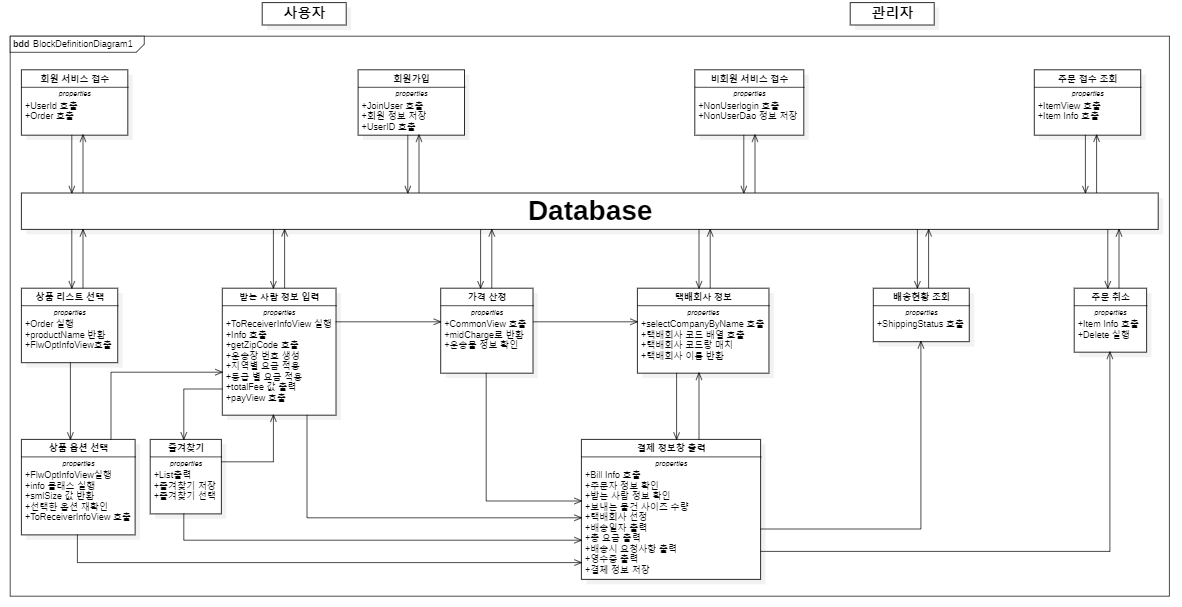 사용자
관리자
bdd BlockDefinitionDiagram1
회원 서비스 접수
properties
+UserId 호출
+Order 호출
회원가입
properties
+JoinUser 호출
+회원 정보 저장
+UserID 호출
비회원 서비스 접수
properties
+NonUserlogin 호출
+NonUserDao 정보 저장
주문 접수 조회
properties
+ItemView 호출
+Item Info 호출
Database
상품 리스트 선택
properties
+Order 실행
+productName 반환
+FlwOptInfoView호출
받는 사람 정보 입력
properties
+ToReceiverInfoView 실행
+Info 호출
+getZipCode 호출
+운송장 번호 생성
+지역별 요금 적용
+등급 별 요금 적용
+totalFee 값 출력
+payView 호출
가격 산정
properties
+CommonView 호출
+midCharge로 반환
+운송물 정보 확인
택배회사 정보
properties
+selectCompanyByName 호출
+택배회사 코드 배열 호출
+택배회사 코드랑 매치
+택배회사 이름 반환
배송현황 조회
properties
+ShippingStatus 호출
주문 취소
properties
+Item Info 호출
+Delete 실행
상품 옵션 선택
properties
+FlwOptInfoView실행
+info 클래스 실행
+smlSize 값 반환
+선택한 옵션 재확인
+ToReceiverInfoView 호출
즐겨찾기
properties
+List출력
+즐겨찾기 저장
+즐겨찾기 선택
결제 정보창 출력
properties
+Bill Info 호출
+주문자 정보 확인
+받는 사람 정보 확인
+보내는 물건 사이즈 수량
+택배회사 선정
+배송일자 출력
+총 요금 출력
+배송시 요청사항 출력
+영수증 출력
+결제 정보 저장